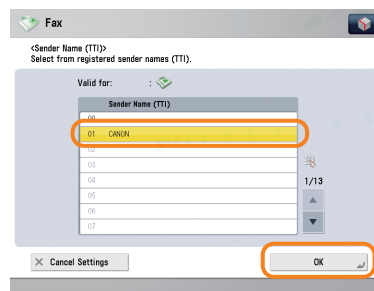 Fax
<Sender Name (TTI)>
Select from registered sender names (TTI).
Valid for: :
Sender Name (TTI)
00
01 CANON
02
03
04
1/13
05
06
07
× Cancel Settings
OK